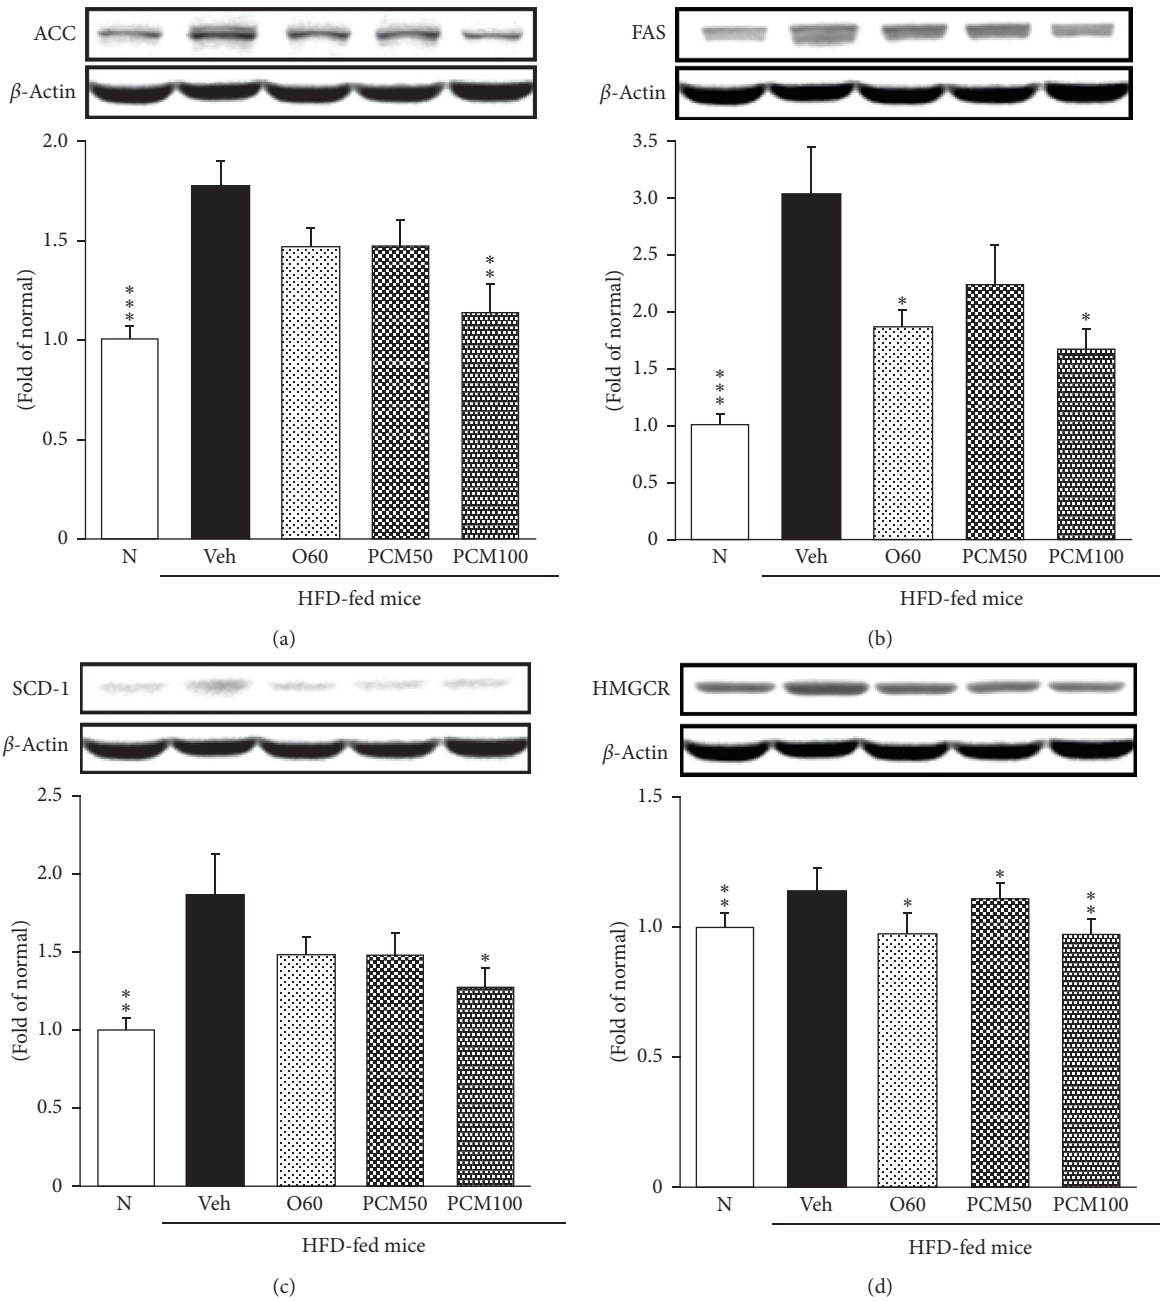 ACC
β-Actin
2.0
1.5
1.0
0.5
0
(Fold of normal)
***
**
N Veh O60 PCM50 PCM100
HFD-fed mice
(a)
FAS
β-Actin
3.5
3.0
2.5
2.0
1.5
1.0
0.5
0
(Fold of normal)
***
*
*
N Veh O60 PCM50 PCM100
HFD-fed mice
(b)
SCD-1
β-Actin
2.5
2.0
1.5
1.0
0.5
0
(Fold of normal)
**
*
N Veh O60 PCM50 PCM100
HFD-fed mice
(c)
HMGCR
β-Actin
1.5
1.0
0.5
0
(Fold of normal)
**
*
*
**
N Veh O60 PCM50 PCM100
HFD-fed mice
(d)